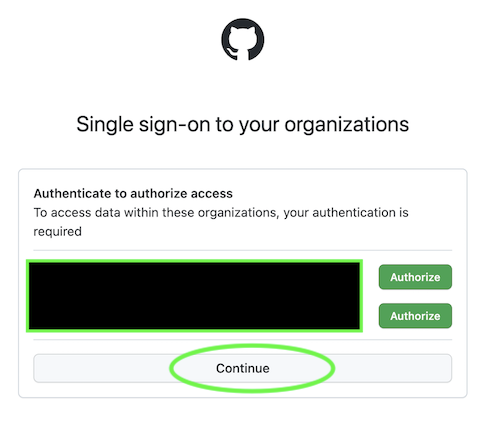 Single sign-on to your organizations
Authenticate to authorize access
To access data within these organizations, your authentication is
required
Authorize
Authorize
Continue